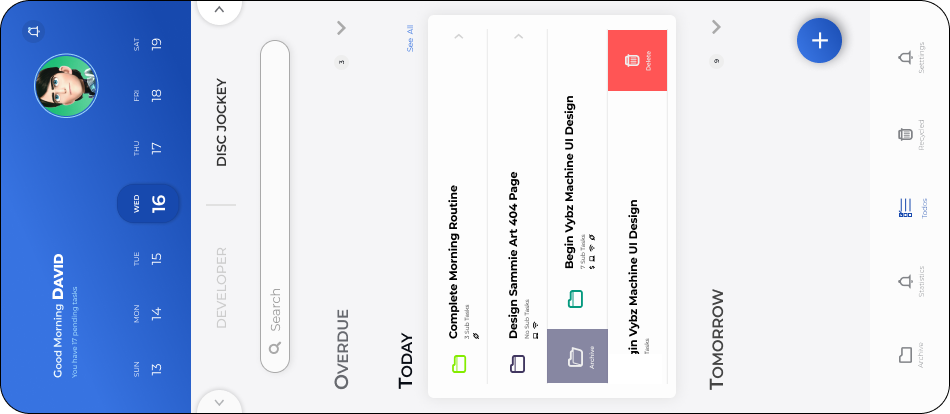 Good Morning DAVID
You have 17 pending tasks
SUN MON TUE WED THU FRI SAT
13 14 15 16 17 18 19
DEVELOPER DISC JOCKEY
Search
OVERDUE 3
TODAY See All
Complete Morning Routine
3 Sub Tasks
Design Sammie Art 404 Page
No Sub Tasks
Archive
Begin Vybz Machine UI Design
7 Sub Tasks
gin Vybz Machine UI Design
Tasks
Delete
TOMORROW 9
Archive Statistics Todos Recycled Setttngs